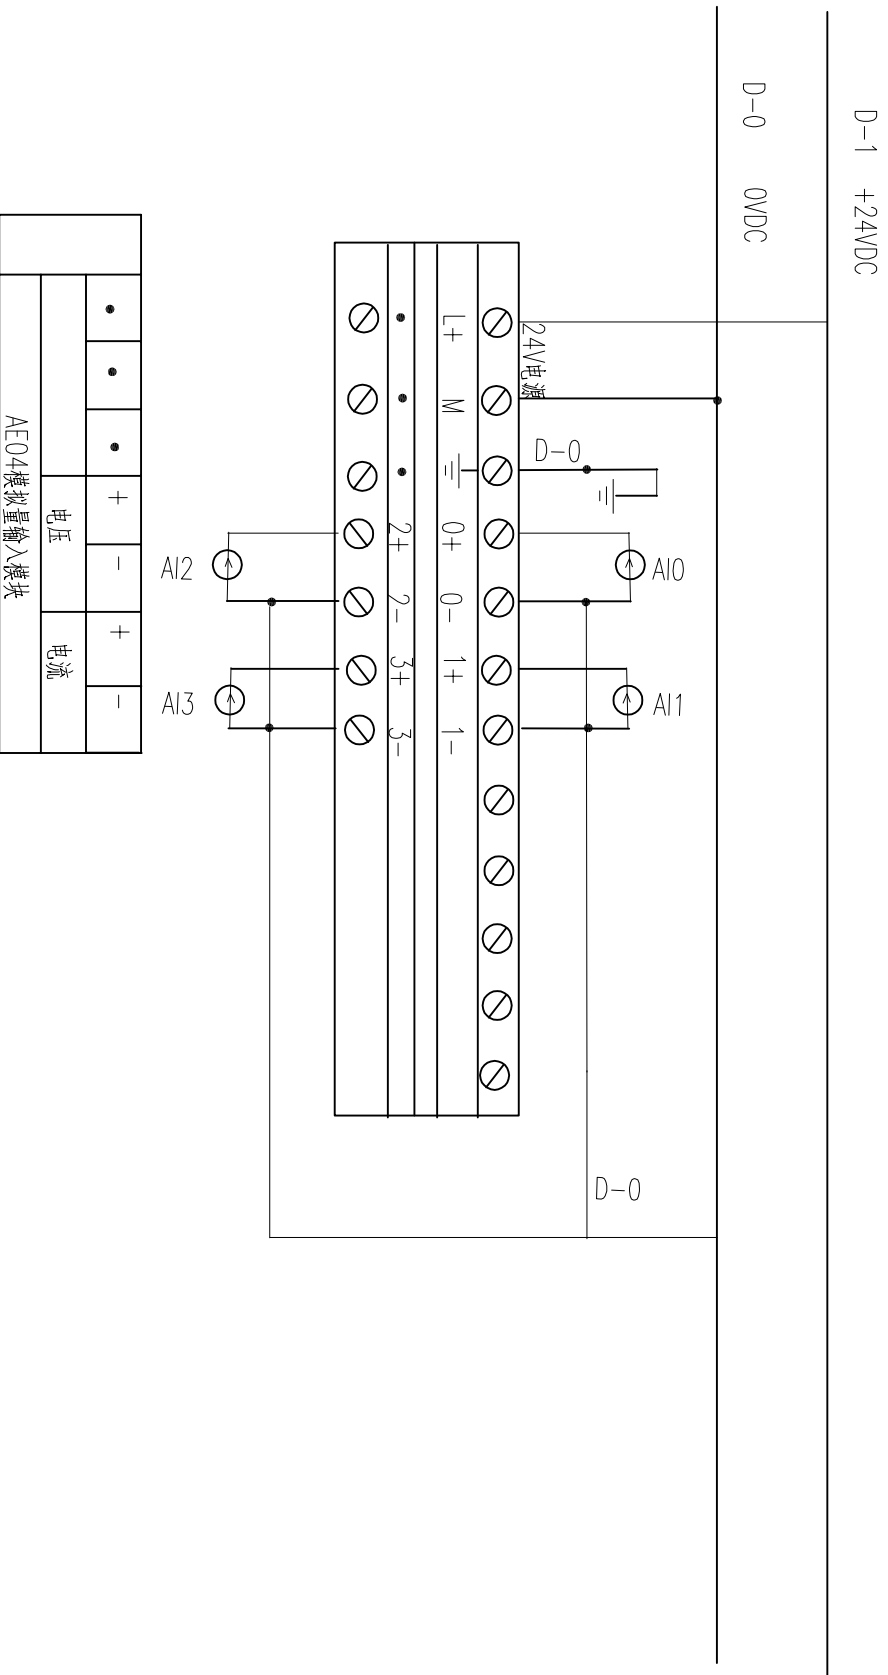 D-1 +24VDC
D-0 0VDC
24V电源
L+
M
D-0
0+
0-
1+
1-
AI0
AI1
2+
2-
3+
3-
AI2
AI3
D-0
+
-
+
-
电压
电流
AE04模拟量输入模块